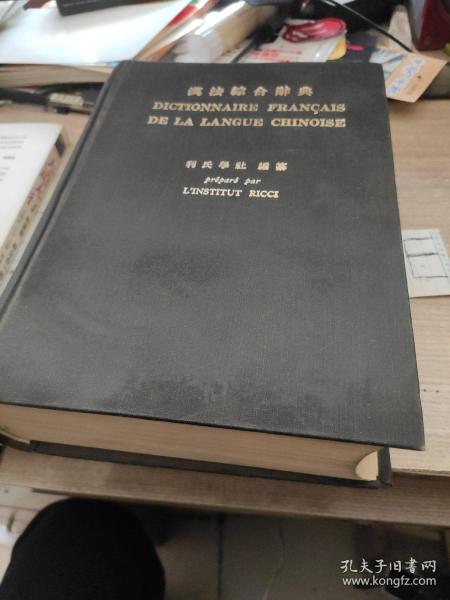 漢法綜合辭典
DICTIONNAIRE FRANÇAIS
DE LA LANGUE CHINOISE
利氏學社 編纂
préparé par
L'INSTITUT RICCI
孔夫子旧书网
www.kongfz.com